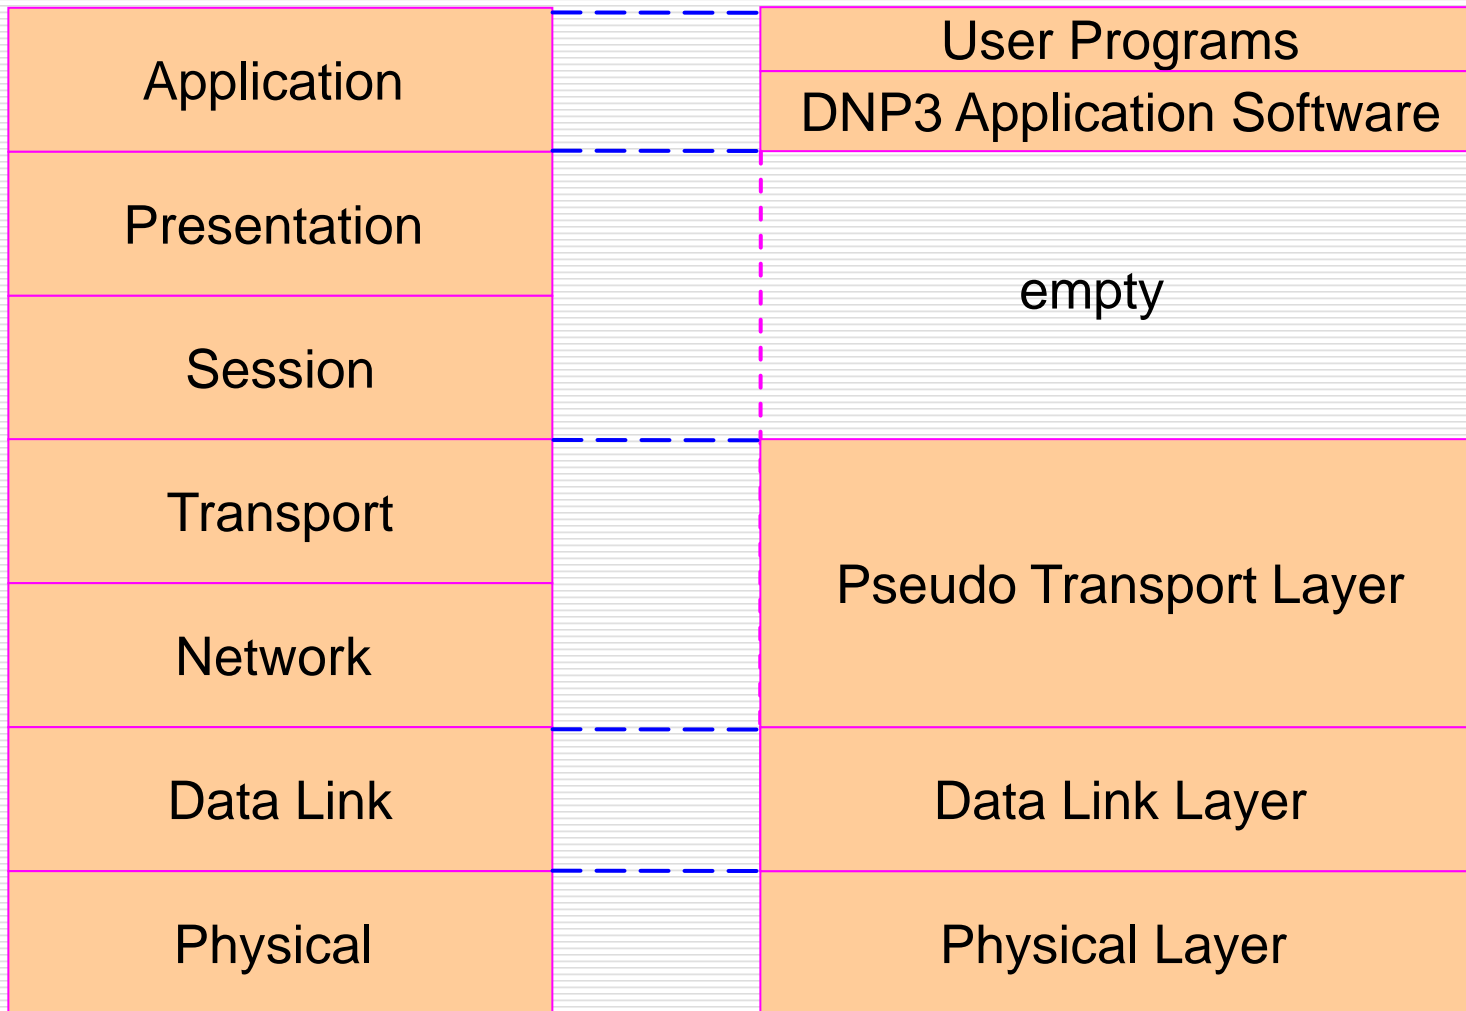 Application
Presentation
Session
Transport
Network
Data Link
Physical
User Programs
DNP3 Application Software
empty
Pseudo Transport Layer
Data Link Layer
Physical Layer